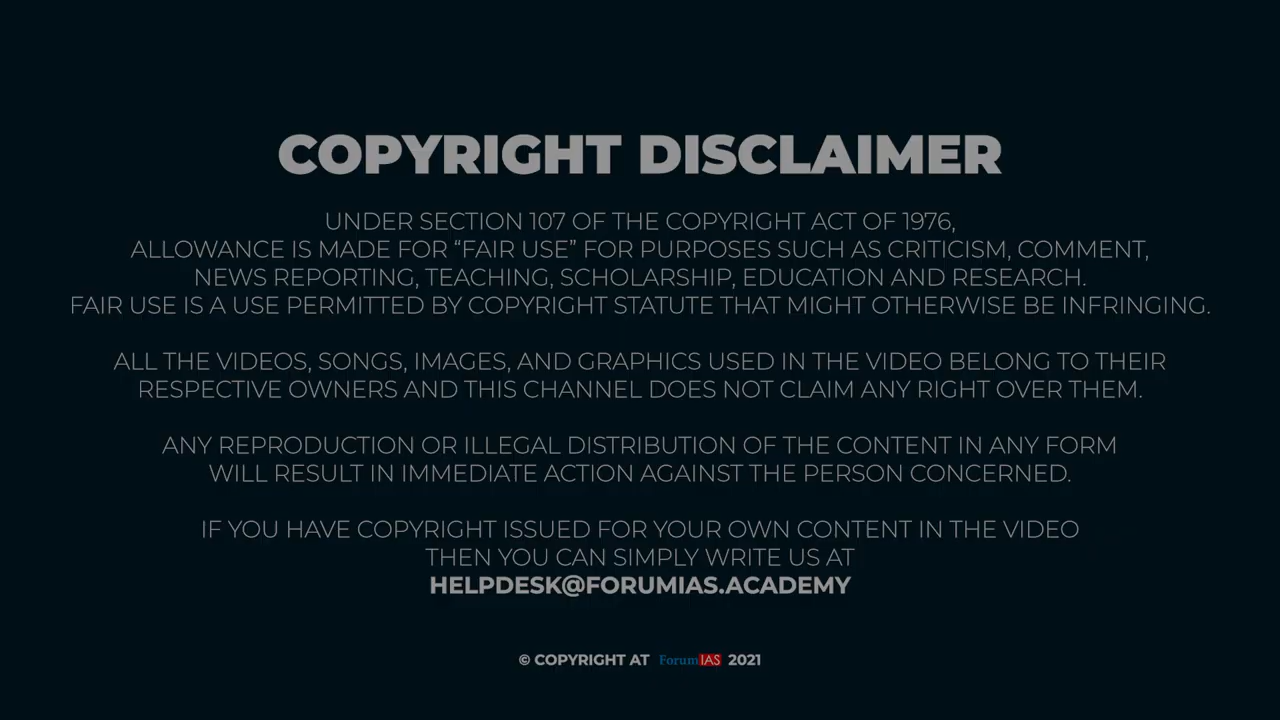 COPYRIGHT DISCLAIMER
UNDER SECTION 107 OF THE COPYRIGHT ACT OF 1976,
ALLOWANCE IS MADE FOR “FAIR USE” FOR PURPOSES SUCH AS CRITICISM, COMMENT,
NEWS REPORTING, TEACHING, SCHOLARSHIP, EDUCATION AND RESEARCH.
FAIR USE IS A USE PERMITTED BY COPYRIGHT STATUTE THAT MIGHT OTHERWISE BE INFRINGING.
ALL THE VIDEOS, SONGS, IMAGES, AND GRAPHICS USED IN THE VIDEO BELONG TO THEIR
RESPECTIVE OWNERS AND THIS CHANNEL DOES NOT CLAIM ANY RIGHT OVER THEM.
ANY REPRODUCTION OR ILLEGAL DISTRIBUTION OF THE CONTENT IN ANY FORM
WILL RESULT IN IMMEDIATE ACTION AGAINST THE PERSON CONCERNED.
IF YOU HAVE COPYRIGHT ISSUED FOR YOUR OWN CONTENT IN THE VIDEO
THEN YOU CAN SIMPLY WRITE US AT
HELPDESK@FORUMIAS.ACADEMY
© COPYRIGHT AT ForumIAS 2021